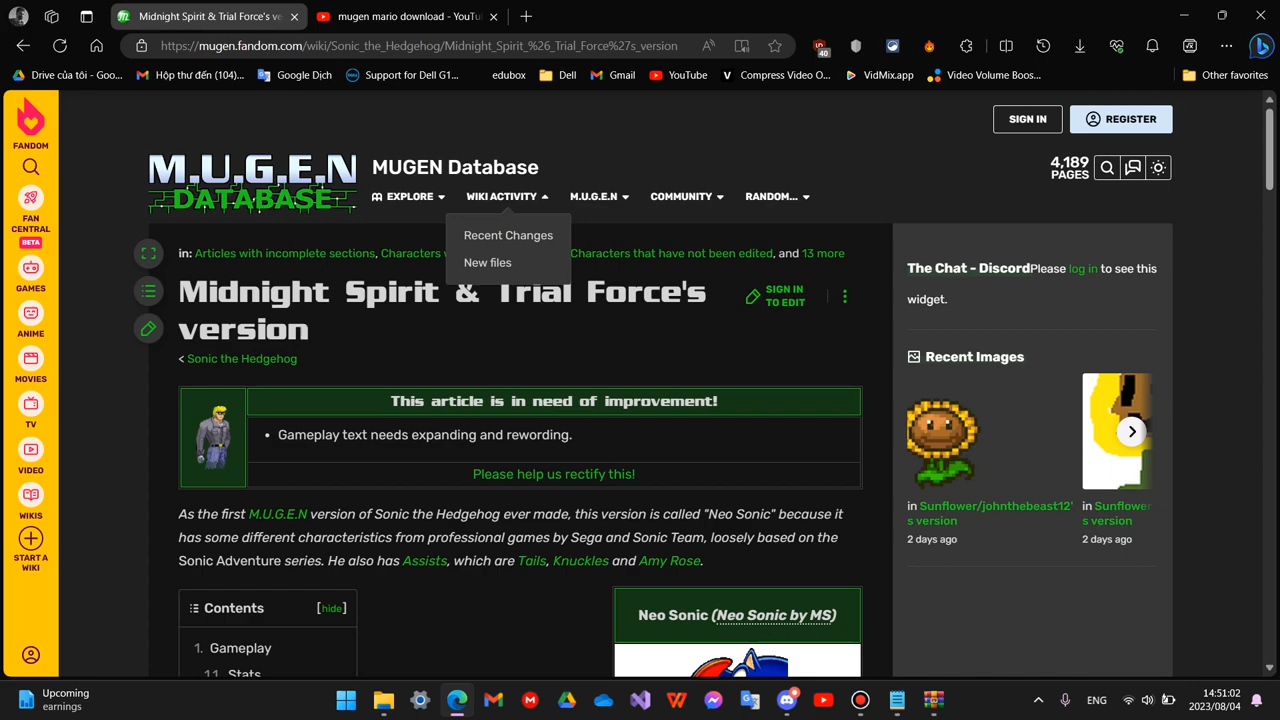 Midnight Spirit & Trial Force's ve
mugen mario download - YouT
https://mugen.fandom.com/wiki/Sonic_the_Hedgehog/Midnight_Spirit_%26_Trial_Force%27s_version
40
Drive của tôi - Goo...
Hộp thư đến (104)...
Google Dịch
Support for Dell G1...
edubox
Dell
Gmail
YouTube
Compress Video O...
VidMix.app
Video Volume Boos...
Other favorites
FANDOM
FAN CENTRAL
BETA
GAMES
ANIME
MOVIES
TV
VIDEO
WIKIS
START A WIKI
SIGN IN
REGISTER
M.U.G.E.N
DATABASE
MUGEN Database
4,189
PAGES
EXPLORE
WIKI ACTIVITY
M.U.G.E.N
COMMUNITY
RANDOM...
Recent Changes
New files
in: Articles with incomplete sections, Characters Characters that have not been edited, and 13 more
Midnight Spirit & Trial Force's
version
SIGN IN
TO EDIT
< Sonic the Hedgehog
This article is in need of improvement!
• Gameplay text needs expanding and rewording.
Please help us rectify this!
As the first M.U.G.E.N version of Sonic the Hedgehog ever made, this version is called "Neo Sonic" because it
has some different characteristics from professional games by Sega and Sonic Team, loosely based on the
Sonic Adventure series. He also has Assists, which are Tails, Knuckles and Amy Rose.
Contents [hide]
1. Gameplay
1.1. Stats
Neo Sonic (Neo Sonic by MS)
The Chat - DiscordPlease log in to see this
widget.
Recent Images
in Sunflower/johnthebeast12'
s version
2 days ago
in Sunflowe
s version
2 days ago
Upcoming
earnings
ENG
14:51:02
2023/08/04